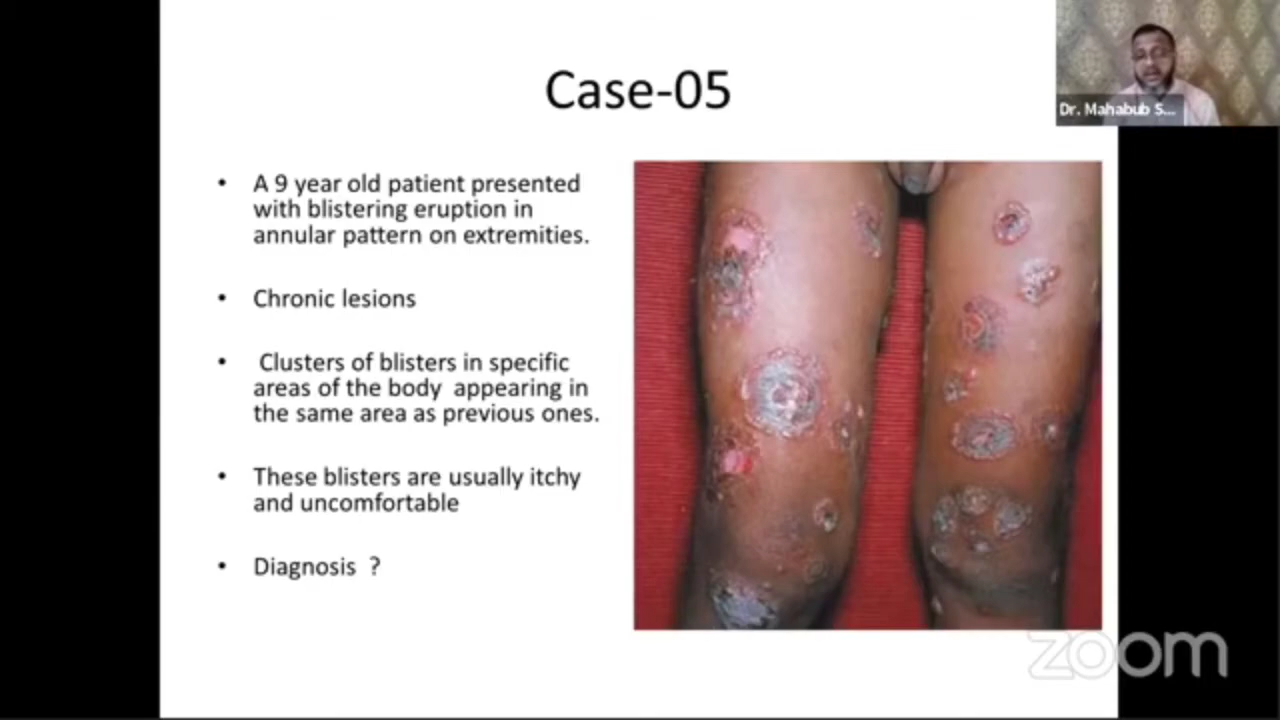 Case-05
Dr. Mahabub S...
• A 9 year old patient presented
with blistering eruption in
annular pattern on extremities.
• Chronic lesions
• Clusters of blisters in specific
areas of the body appearing in
the same area as previous ones.
• These blisters are usually itchy
and uncomfortable
• Diagnosis ?
zoom